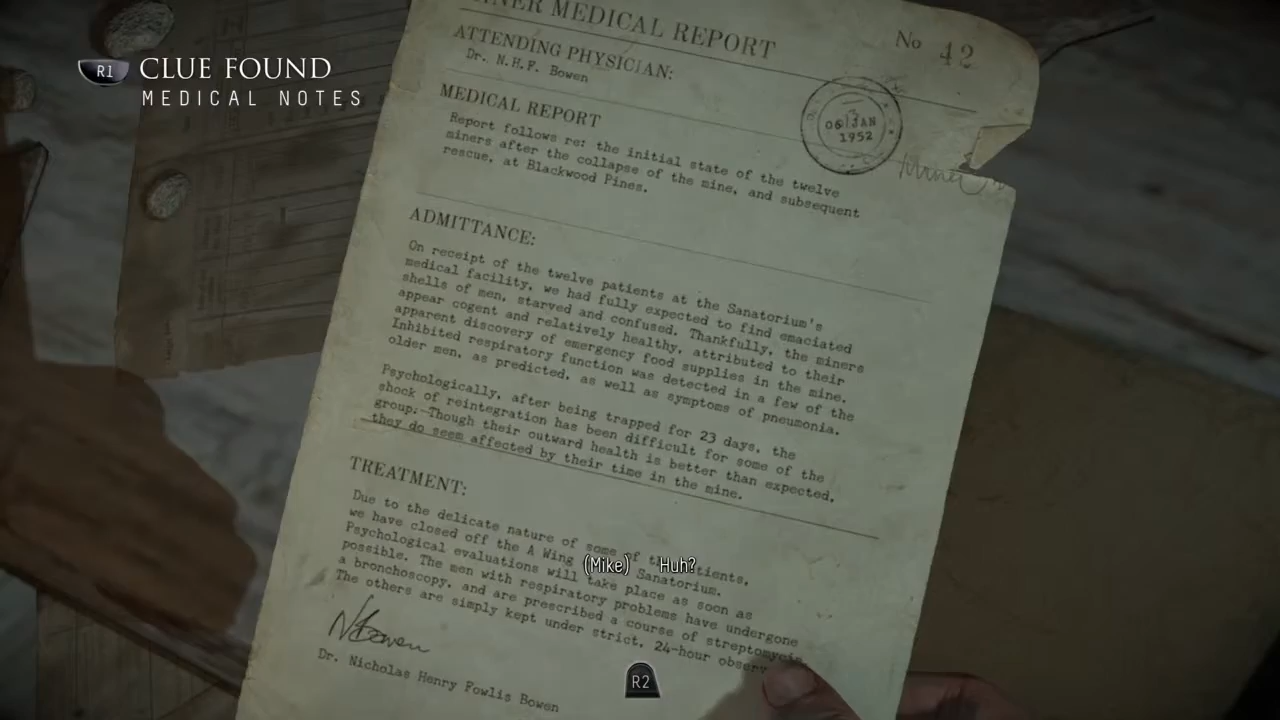 R1 CLUE FOUND
MEDICAL NOTES
MEDICAL REPORT
No 42
ATTENDING PHYSICIAN:
Dr. N.H.F. Bowen
06 JAN
1952
MEDICAL REPORT
Report follows re: the initial state of the twelve
miners after the collapse of the mine, and subsequent
rescue, at Blackwood Pines.
ADMITTANCE:
On receipt of the twelve patients at the Sanatorium's
medical facility, we had fully expected to find emaciated
shells of men, starved and confused. Thankfully, the miners
appear cogent and relatively healthy, attributed to their
apparent discovery of emergency food supplies in the mine.
Inhibited respiratory function was detected in a few of the
older men, as predicted, as well as symptoms of pneumonia.
Psychologically, after being trapped for 23 days, the
shock of reintegration has been difficult for some of the
group; Though their outward health is better than expected,
they do seem affected by their time in the mine.
TREATMENT:
Due to the delicate nature of some of
we have closed off the A Wing Sanatorium.
Psychological evaluations will take place as soon as
possible. The men with respiratory problems have undergone
a bronchoscopy, and are prescribed a course of
The others are simply kept under strict, 24-hour
(Mike) Huh?
NBowen
Dr. Nicholas Henry Fowlis Bowen
R2